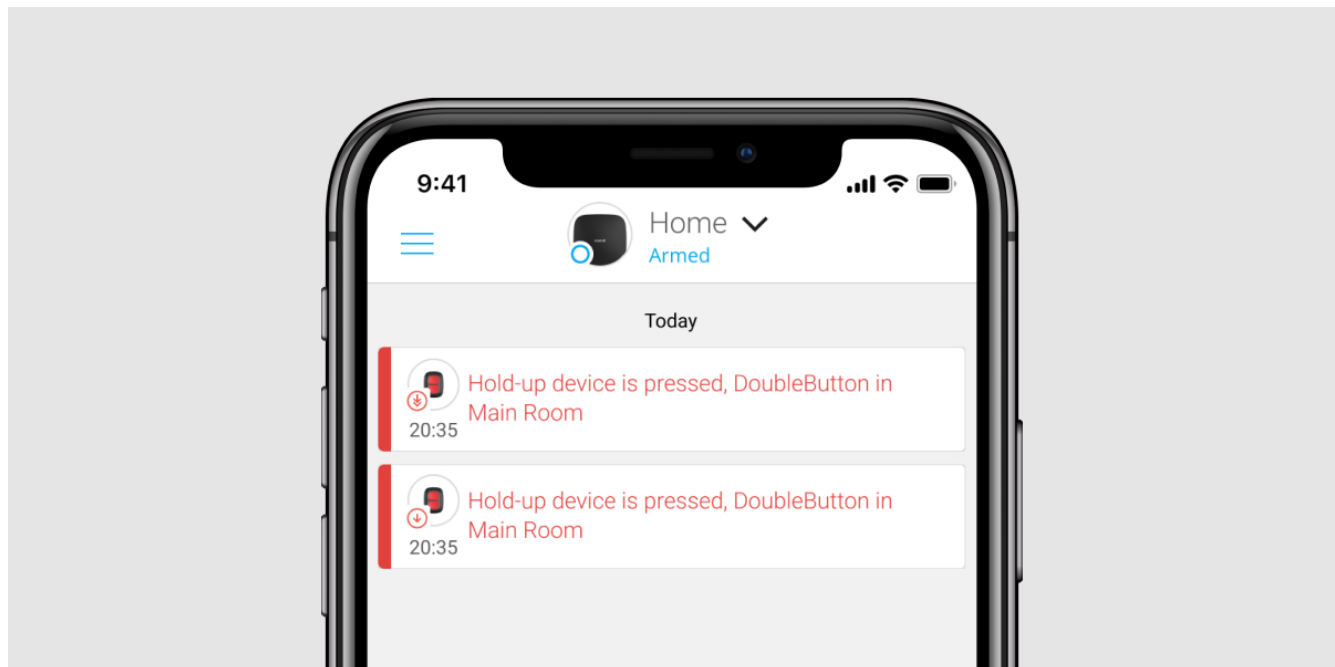 9:41
Home
Armed
Today
Hold-up device is pressed, DoubleButton in
Main Room
20:35
Hold-up device is pressed, DoubleButton in
Main Room
20:35